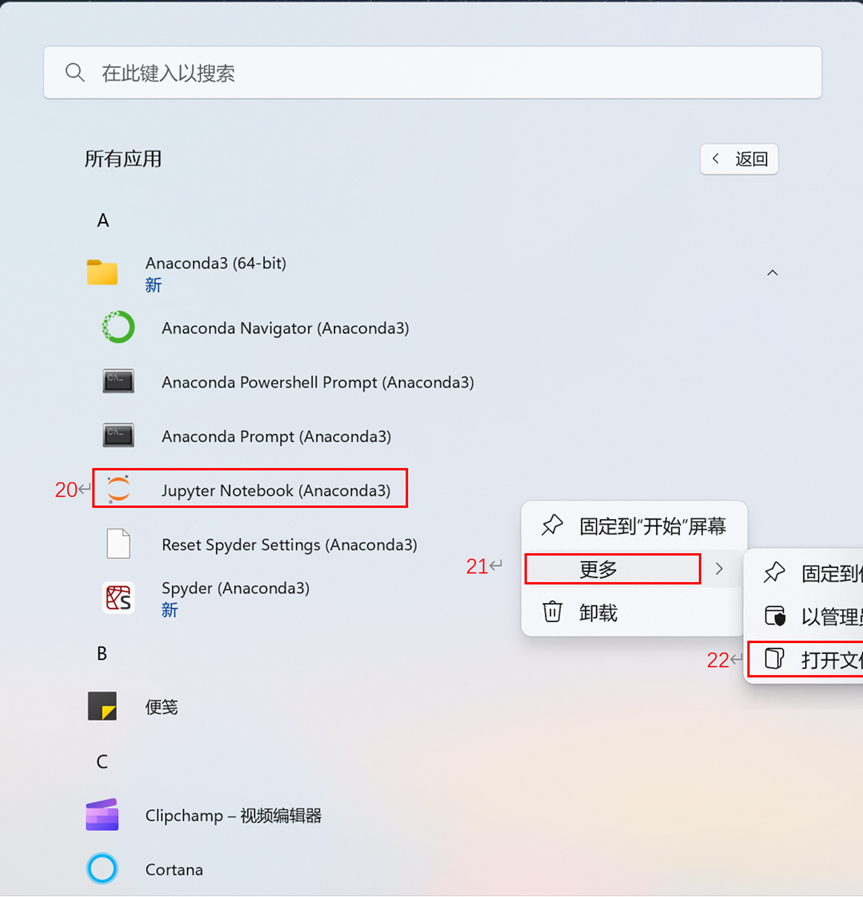 在此键入以搜索
所有应用
返回
A
Anaconda3 (64-bit)
新
Anaconda Navigator (Anaconda3)
Anaconda Powershell Prompt (Anaconda3)
Anaconda Prompt (Anaconda3)
20↵
Jupyter Notebook (Anaconda3)
固定到“开始”屏幕
Reset Spyder Settings (Anaconda3)
21↵
更多
固定到
Spyder (Anaconda3)
新
卸载
以管理
B
22↵
打开文
便笺
C
Clipchamp – 视频编辑器
Cortana